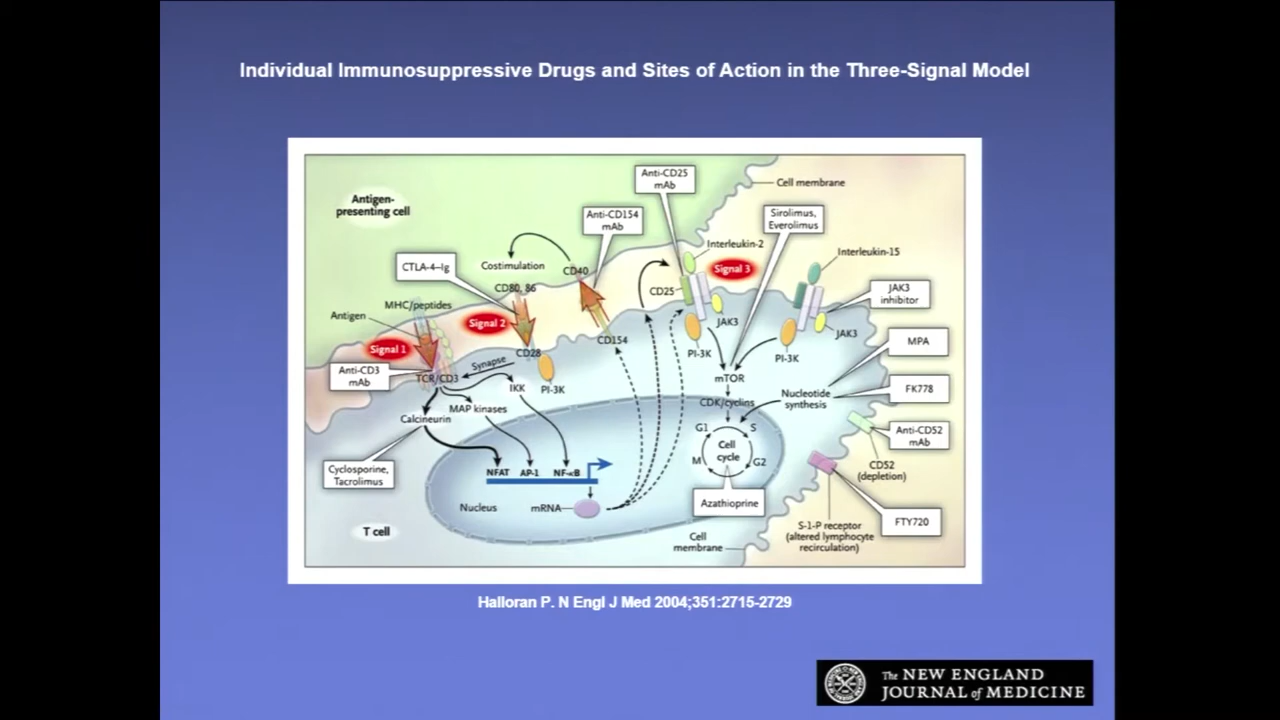 Individual Immunosuppressive Drugs and Sites of Action in the Three-Signal Model
Antigen-
presenting cell
Anti-CD25
mAb
Cell membrane
Anti-CD154
mAb
Sirolimus,
Everolimus
CTLA-4–Ig
Costimulation
CD40
Interleukin-2
Signal 3
Interleukin-15
CD80, 86
CD25
JAK3
inhibitor
MHC/peptides
Antigen
Signal 2
JAK3
JAK3
Signal 1
CD28
CD154
PI-3K
PI-3K
MPA
Anti-CD3
mAb
TCR/CD3
Synapse
IKK
PI-3K
mTOR
Nucleotide
synthesis
FK778
MAP kinases
CDK/cyclins
Calcineurin
G1
S
Cell
cycle
M
G2
Anti-CD52
mAb
CD52
(depletion)
Cyclosporine,
Tacrolimus
NFAT
AP-1
NF-κB
Azathioprine
Nucleus
mRNA
FTY720
T cell
Cell
membrane
S-1-P receptor
(altered lymphocyte
recirculation)
Halloran P. N Engl J Med 2004;351:2715-2729
The NEW ENGLAND
JOURNAL of MEDICINE